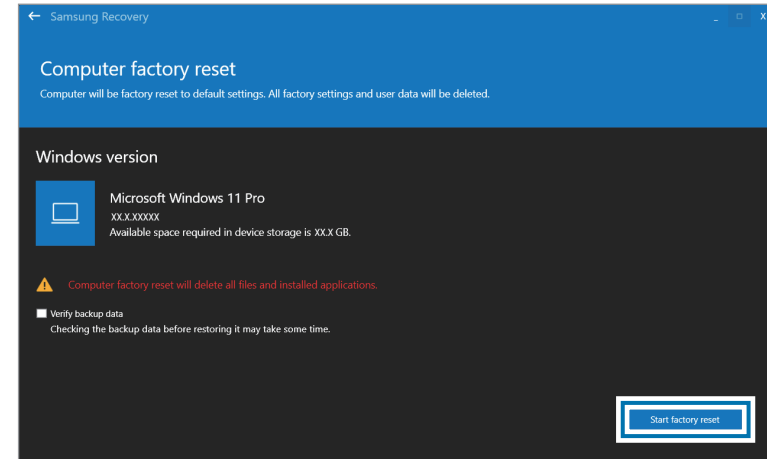 Samsung Recovery
Computer factory reset
Computer will be factory reset to default settings. All factory settings and user data will be deleted.
Windows version
Microsoft Windows 11 Pro
XX.X.XXXXX
Available space required in device storage is XX.X GB.
Computer factory reset will delete all files and installed applications.
Verify backup data
Checking the backup data before restoring it may take some time.
Start factory reset